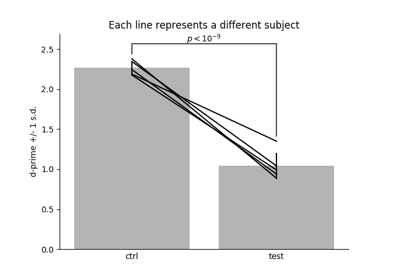 Each line represents a different subject
p < 10⁻⁹
2.5
2.0
1.5
1.0
0.5
0.0
d-prime +/- 1 s.d.
ctrl test